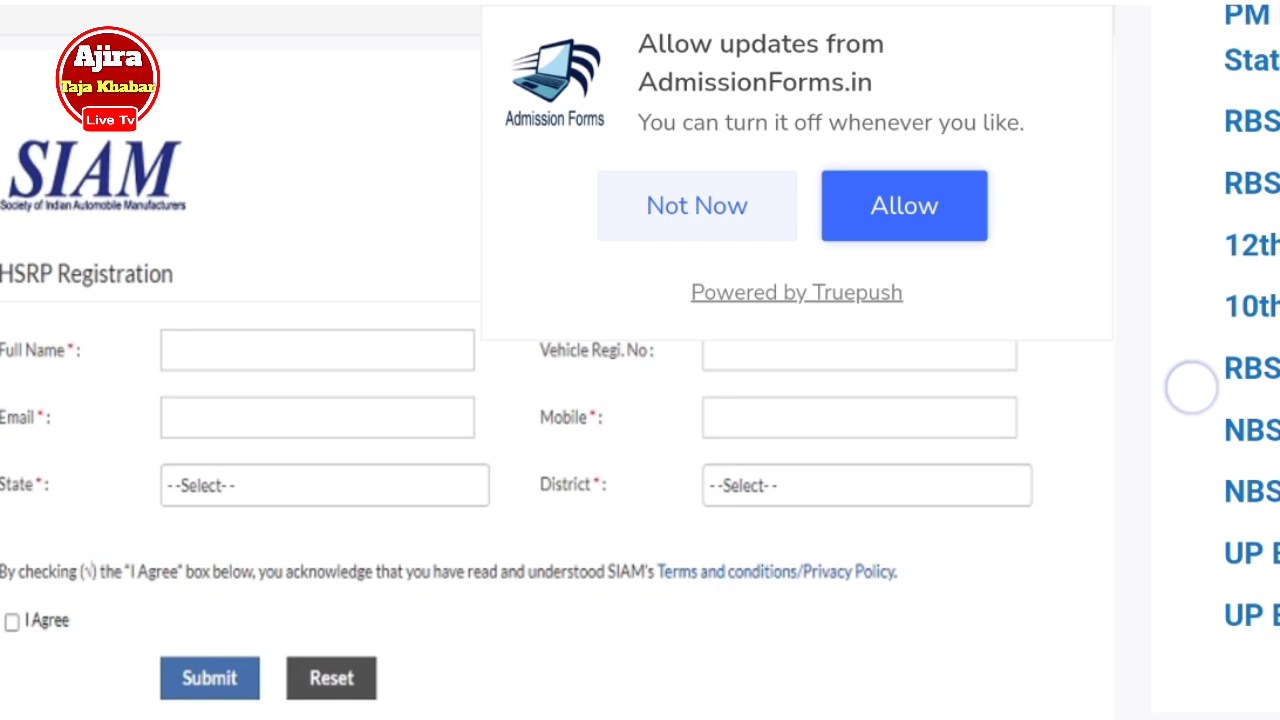 Ajira
Taja Khabar
Live Tv
SIAM
Society of Indian Automobile Manufacturers
Admission Forms
Allow updates from
AdmissionForms.in
You can turn it off whenever you like.
Not Now
Allow
Powered by Truepush
HSRP Registration
Full Name * :
Vehicle Regi. No :
Email * :
Mobile * :
State * :
--Select--
District * :
--Select--
By checking (√) the "I Agree" box below, you acknowledge that you have read and understood SIAM's Terms and conditions/Privacy Policy.
I Agree
Submit
Reset
PM
Stat
RBS
RBS
12th
10th
RBS
NBS
NBS
UP
UP